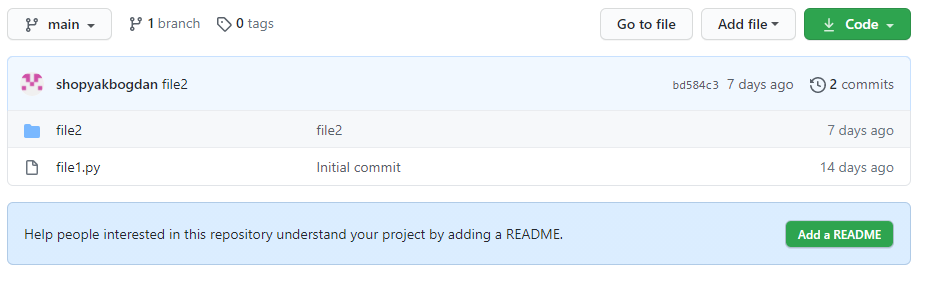 main 1 branch 0 tags Go to file Add file Code
shopyakbogdan file2 bd584c3 7 days ago 2 commits
file2 file2 7 days ago
file1.py Initial commit 14 days ago
Help people interested in this repository understand your project by adding a README. Add a README